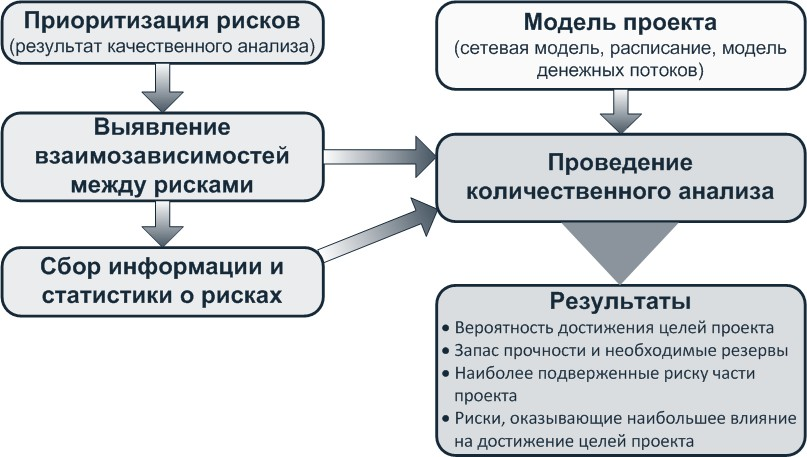 Приоритизация рисков
(результат качественного анализа)
Выявление
взаимозависимостей
между рисками
Сбор информации и
статистики о рисках
Модель проекта
(сетевая модель, расписание, модель
денежных потоков)
Проведение
количественного анализа
Результаты
• Вероятность достижения целей проекта
• Запас прочности и необходимые резервы
• Наиболее подверженные риску части
проекта
• Риски, оказывающие наибольшее влияние
на достижение целей проекта